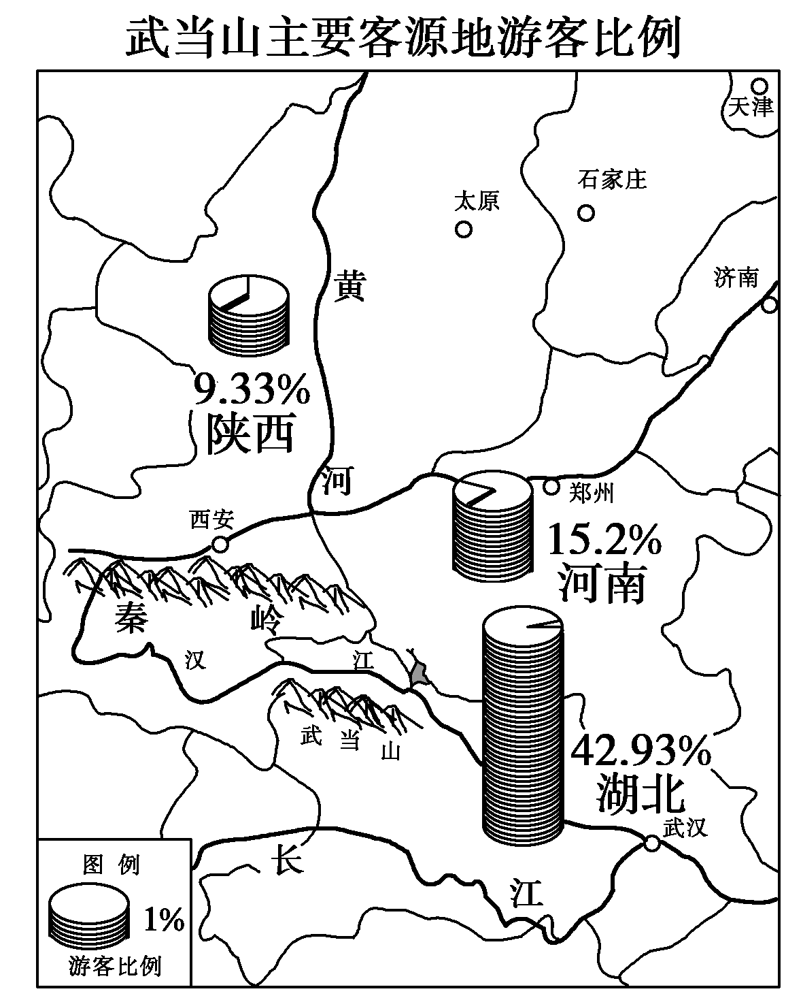 武当山主要客源地游客比例
天津
石家庄
太原
济南
黄
9.33%
陕西
河
郑州
西安
15.2%
河南
秦岭
汉江
武当山
42.93%
湖北
武汉
长江
图例
1%
游客比例